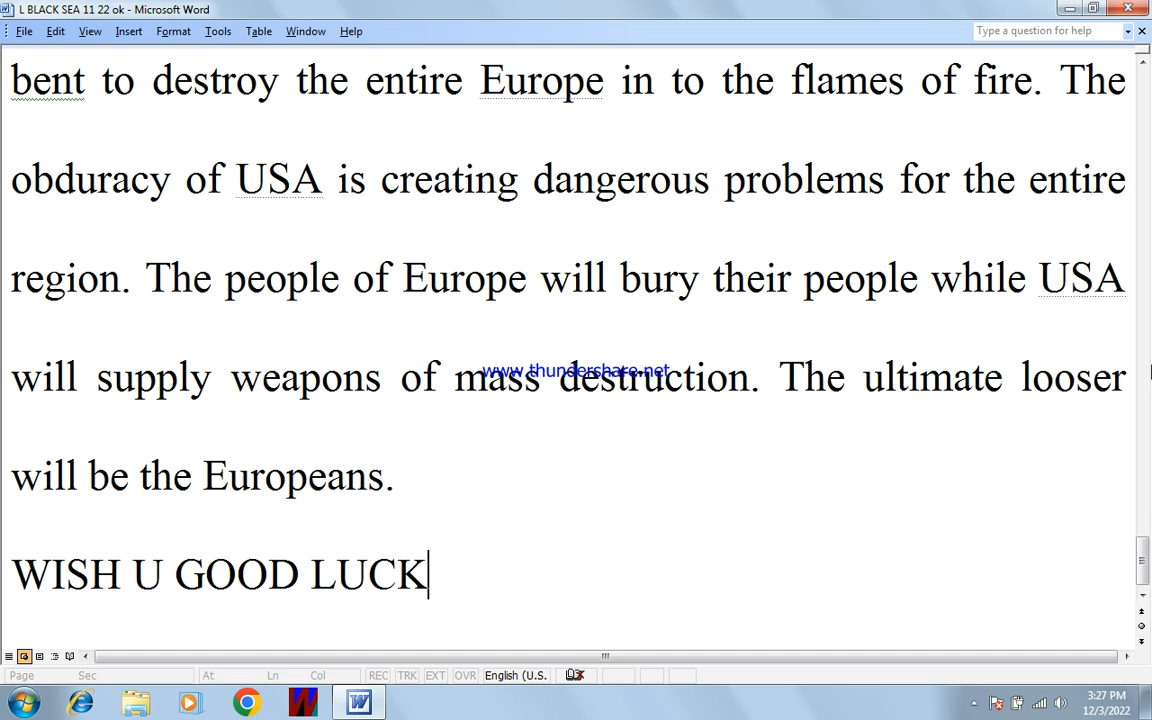 L BLACK SEA 11 22 ok - Microsoft Word
File Edit View Insert Format Tools Table Window Help Type a question for help
bent to destroy the entire Europe in to the flames of fire. The
obduracy of USA is creating dangerous problems for the entire
region. The people of Europe will bury their people while USA
will supply weapons of mass destruction. The ultimate looser
www.thundershare.net
will be the Europeans.
WISH U GOOD LUCK
Page Sec At Ln Col REC TRK EXT OVR English (U.S.
3:27 PM
12/3/2022